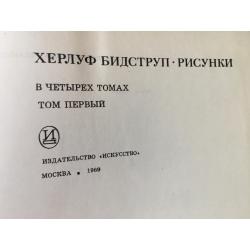 ХЕРЛУФ БИДСТРУП · РИСУНКИ
В ЧЕТЫРЕХ ТОМАХ
ТОМ ПЕРВЫЙ
ИЗДАТЕЛЬСТВО «ИСКУССТВО»
МОСКВА • 1969